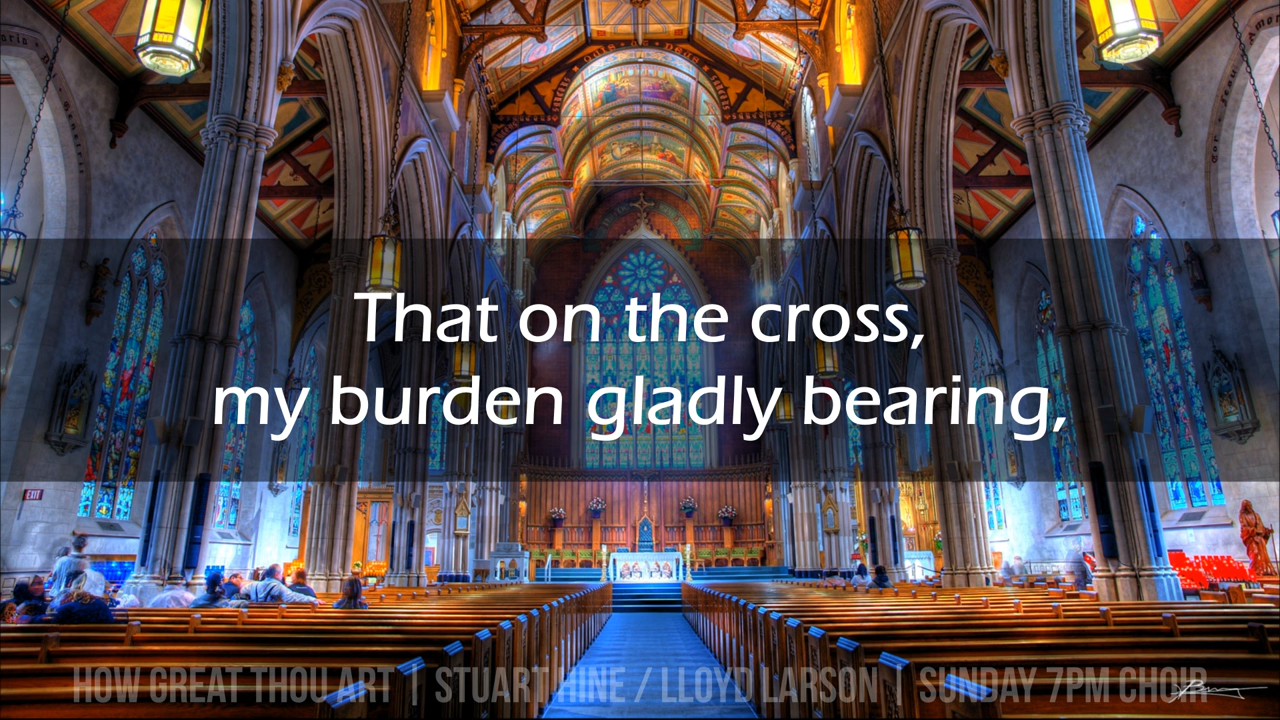 That on the cross,
my burden gladly bearing,
EXIT
HOW GREAT THOU ART | STUART HINE / LLOYD LARSON | SUNDAY 7PM CHOIR